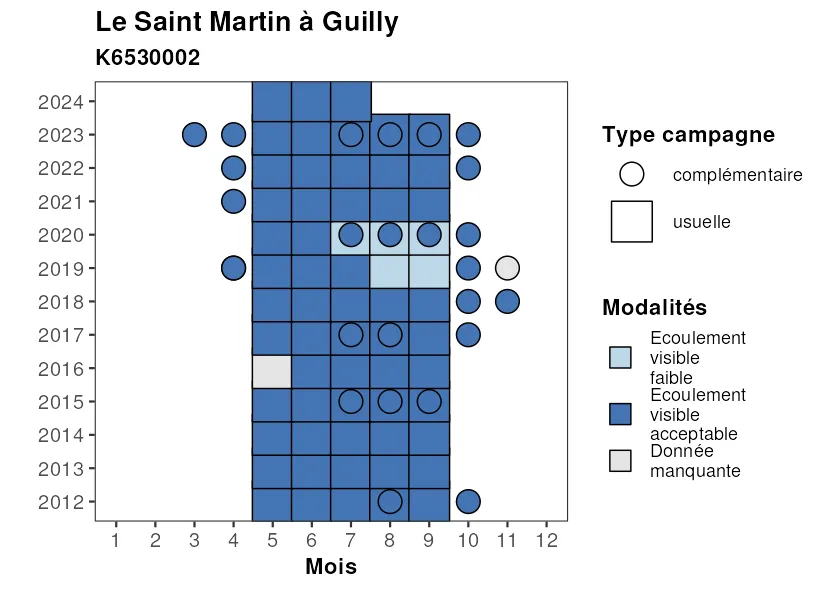 Le Saint Martin à Guilly
K6530002
2024
2023
2022
2021
2020
2019
2018
2017
2016
2015
2014
2013
2012
1 2 3 4 5 6 7 8 9 10 11 12
Mois
Type campagne
complémentaire
usuelle
Modalités
Ecoulement
visible
faible
Ecoulement
visible
acceptable
Donnée
manquante